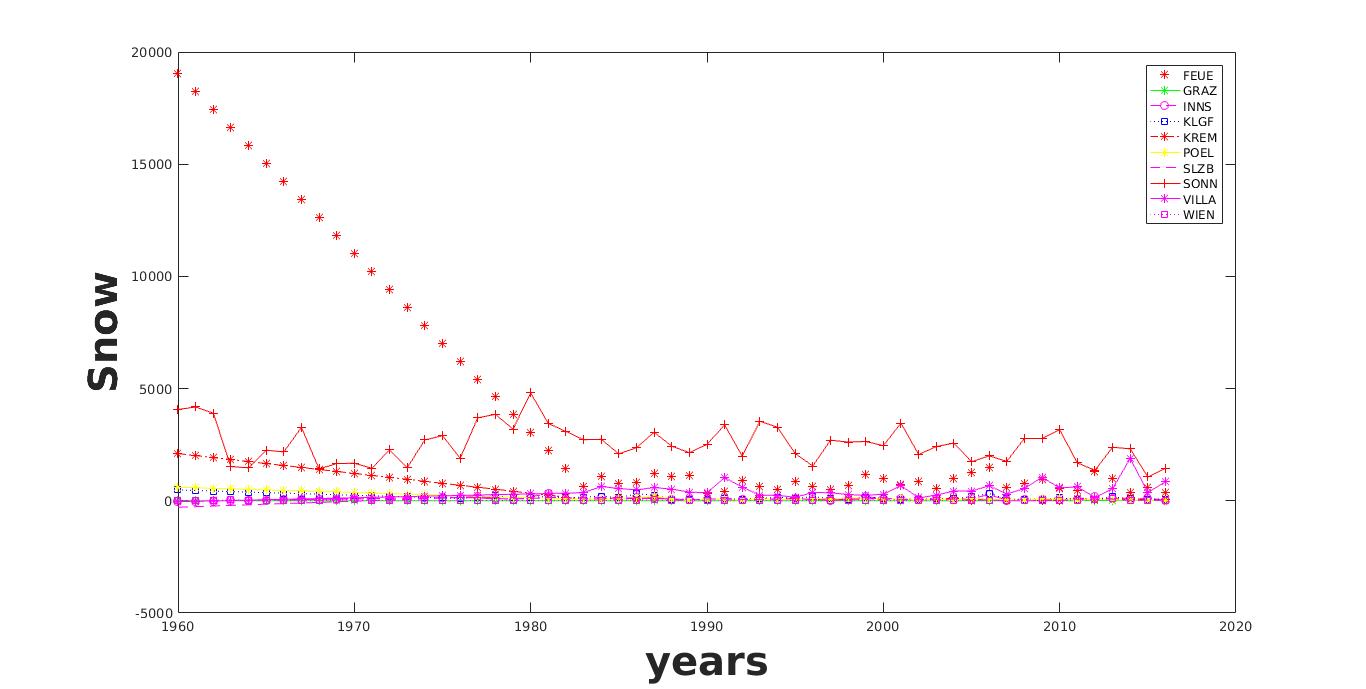 20000
15000
10000
5000
0
-5000
Snow
1960
1970
1980
1990
2000
2010
2020
years
FEUE
GRAZ
INNS
KLGF
KREM
POEL
SLZB
SONN
VILLA
WIEN